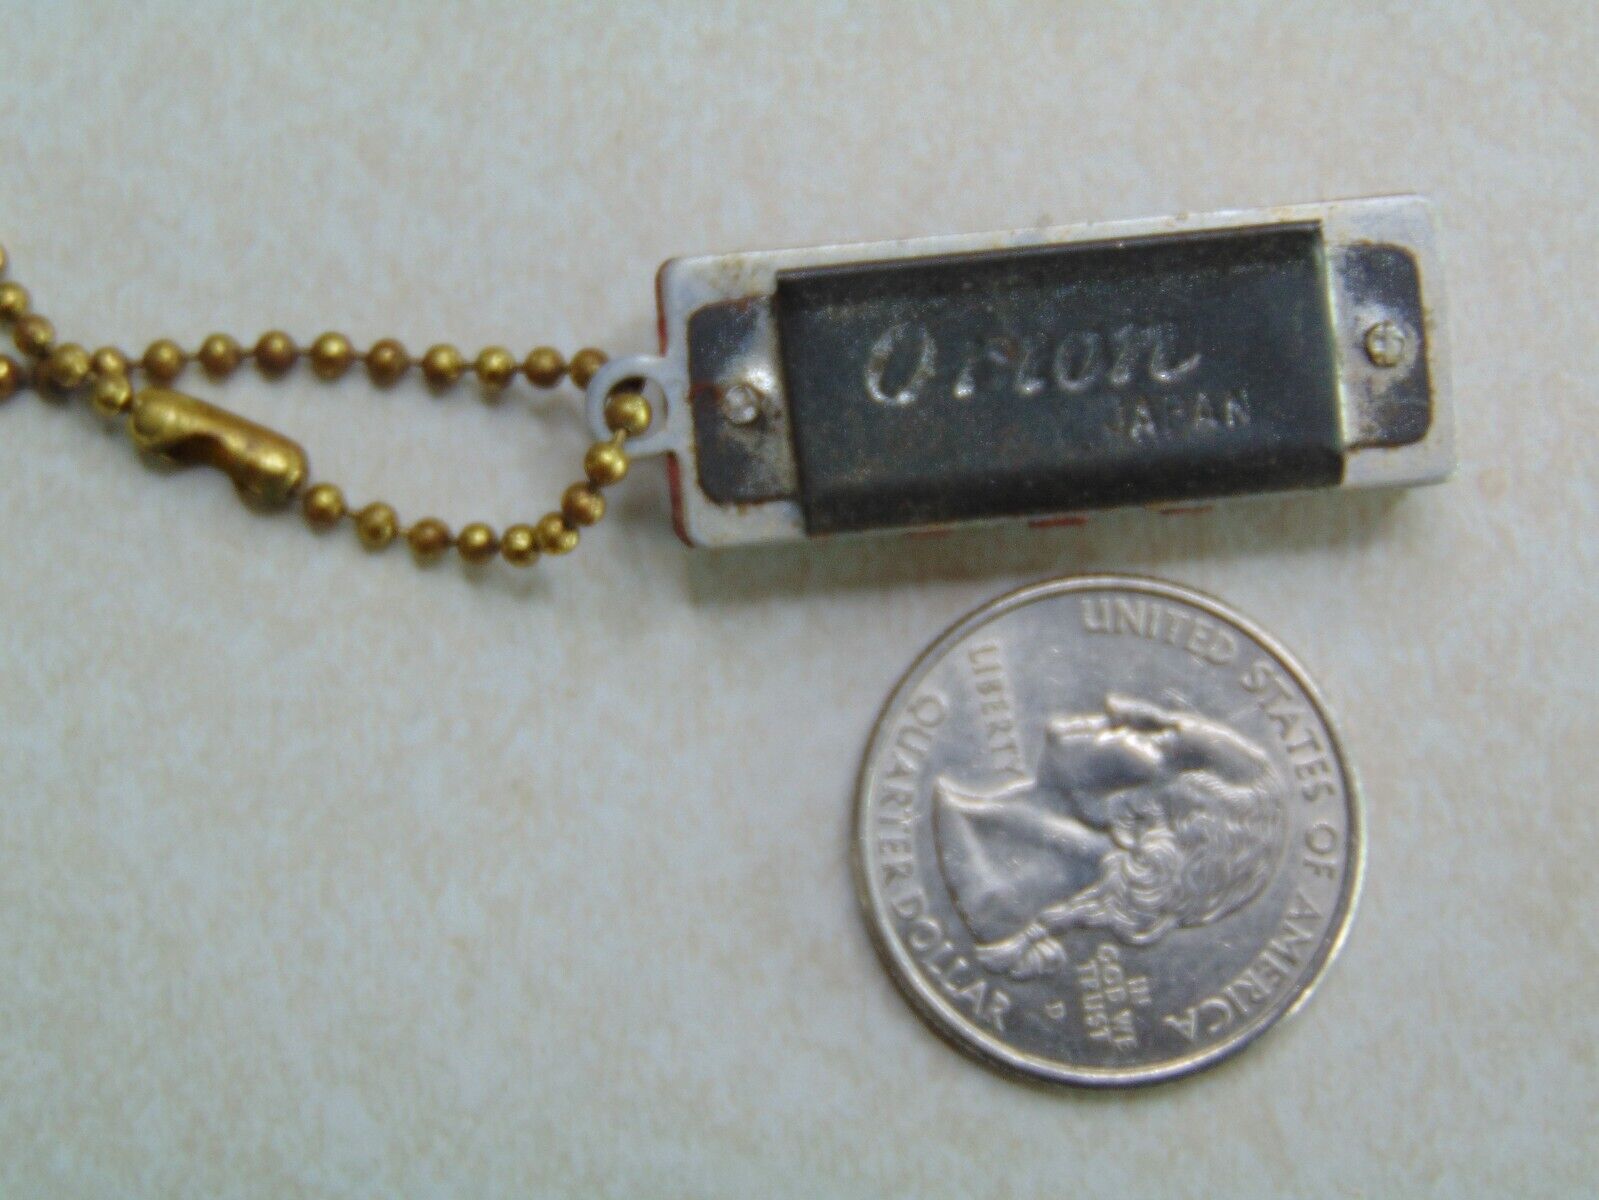 Orion
JAPAN
UNITED STATES OF AMERICA
LIBERTY
IN
GOD WE
TRUST
D
QUARTER DOLLAR